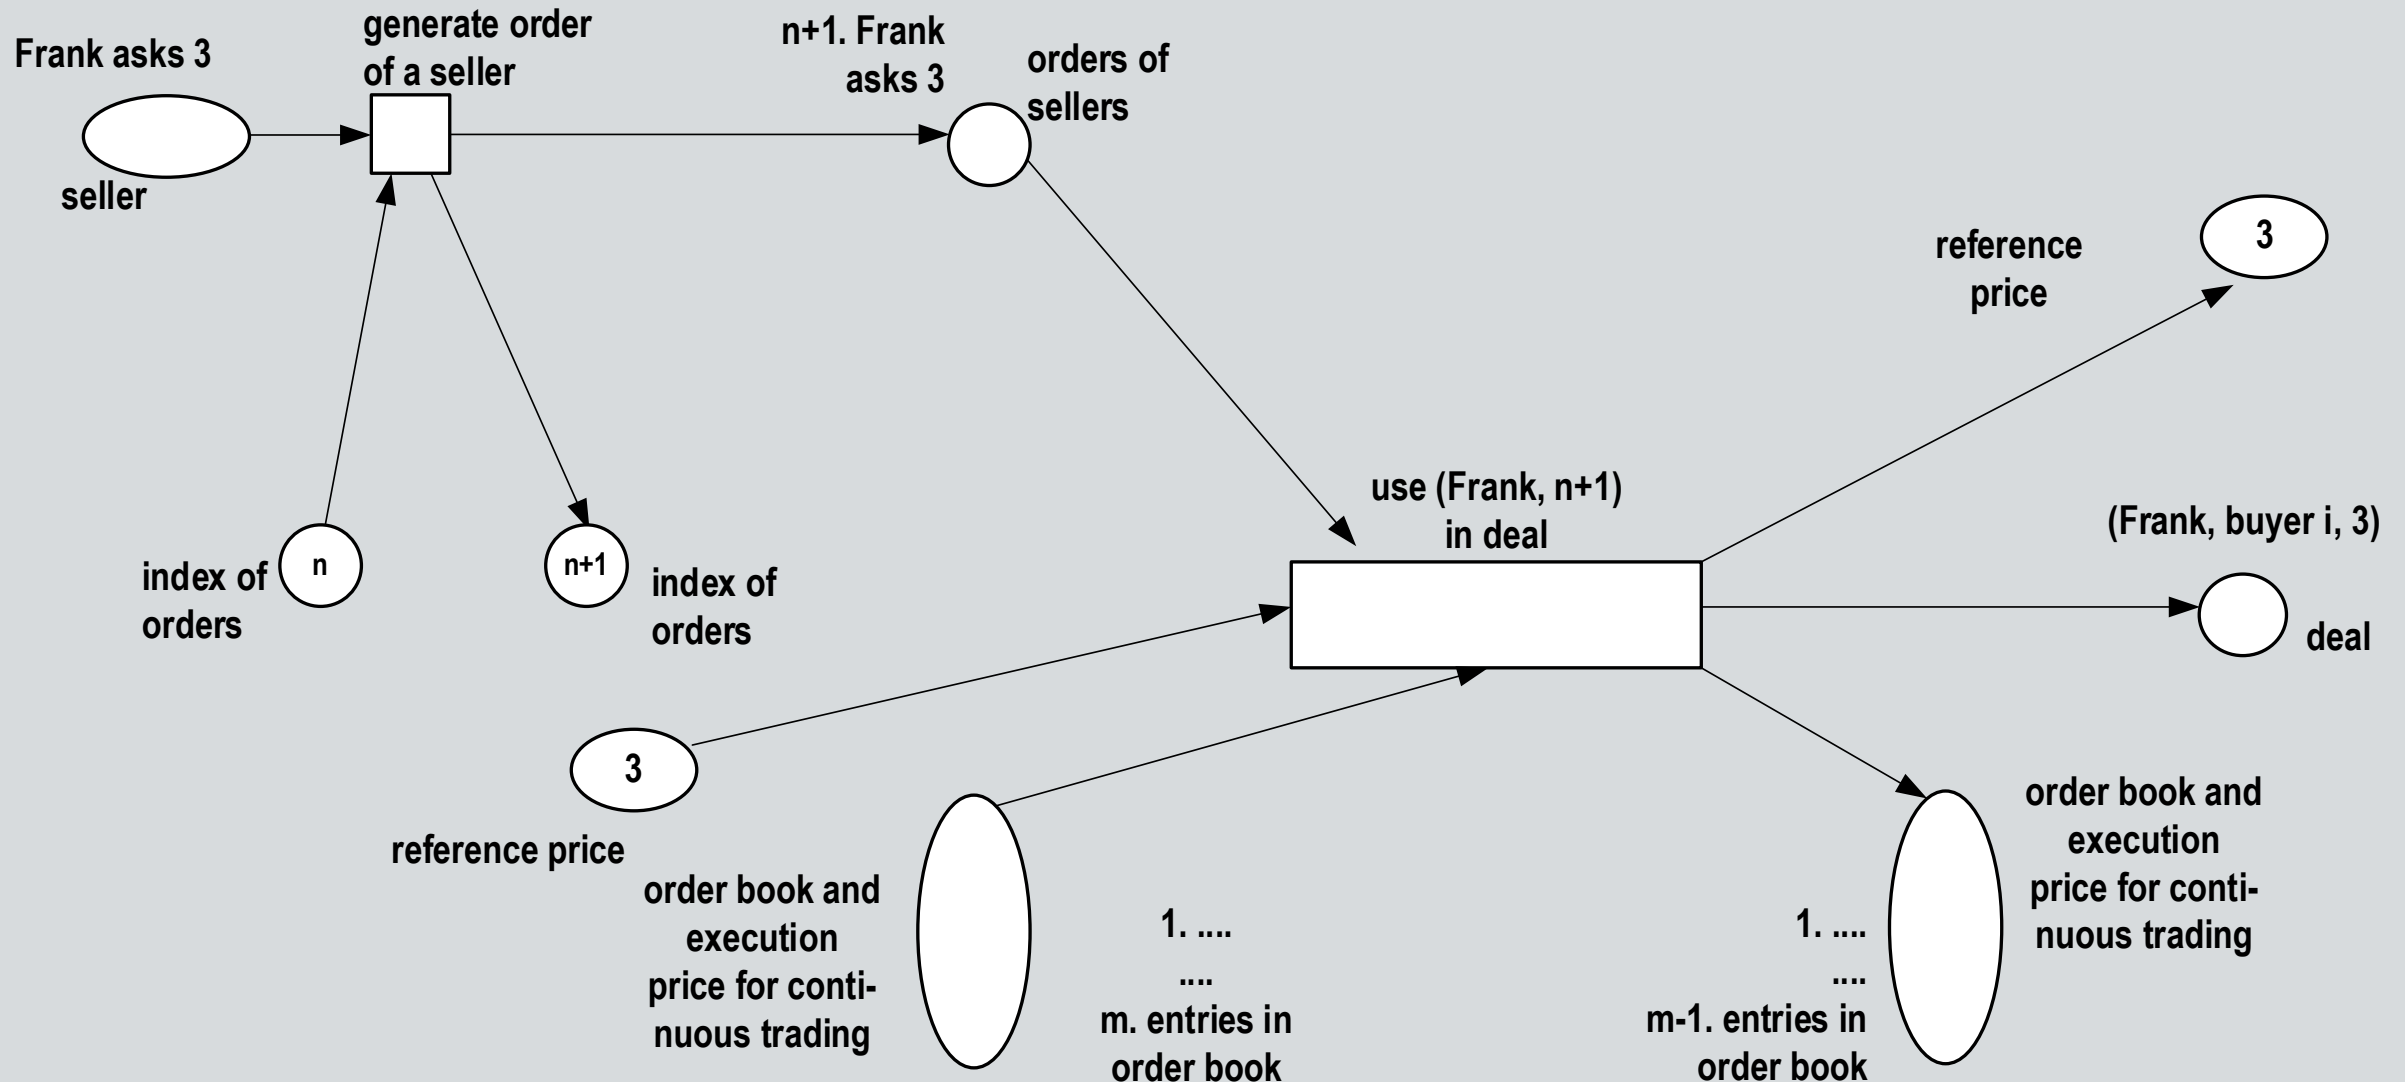 Frank asks 3
generate order
of a seller
n+1. Frank
asks 3
orders of
sellers
seller
reference
price
3
use (Frank, n+1)
in deal
(Frank, buyer i, 3)
deal
index of
orders
n
n+1
index of
orders
3
reference price
order book and
execution
price for conti-
nuous trading
1. ....
....
m. entries in
order book
1. ....
....
m-1. entries in
order book
order book and
execution
price for conti-
nuous trading